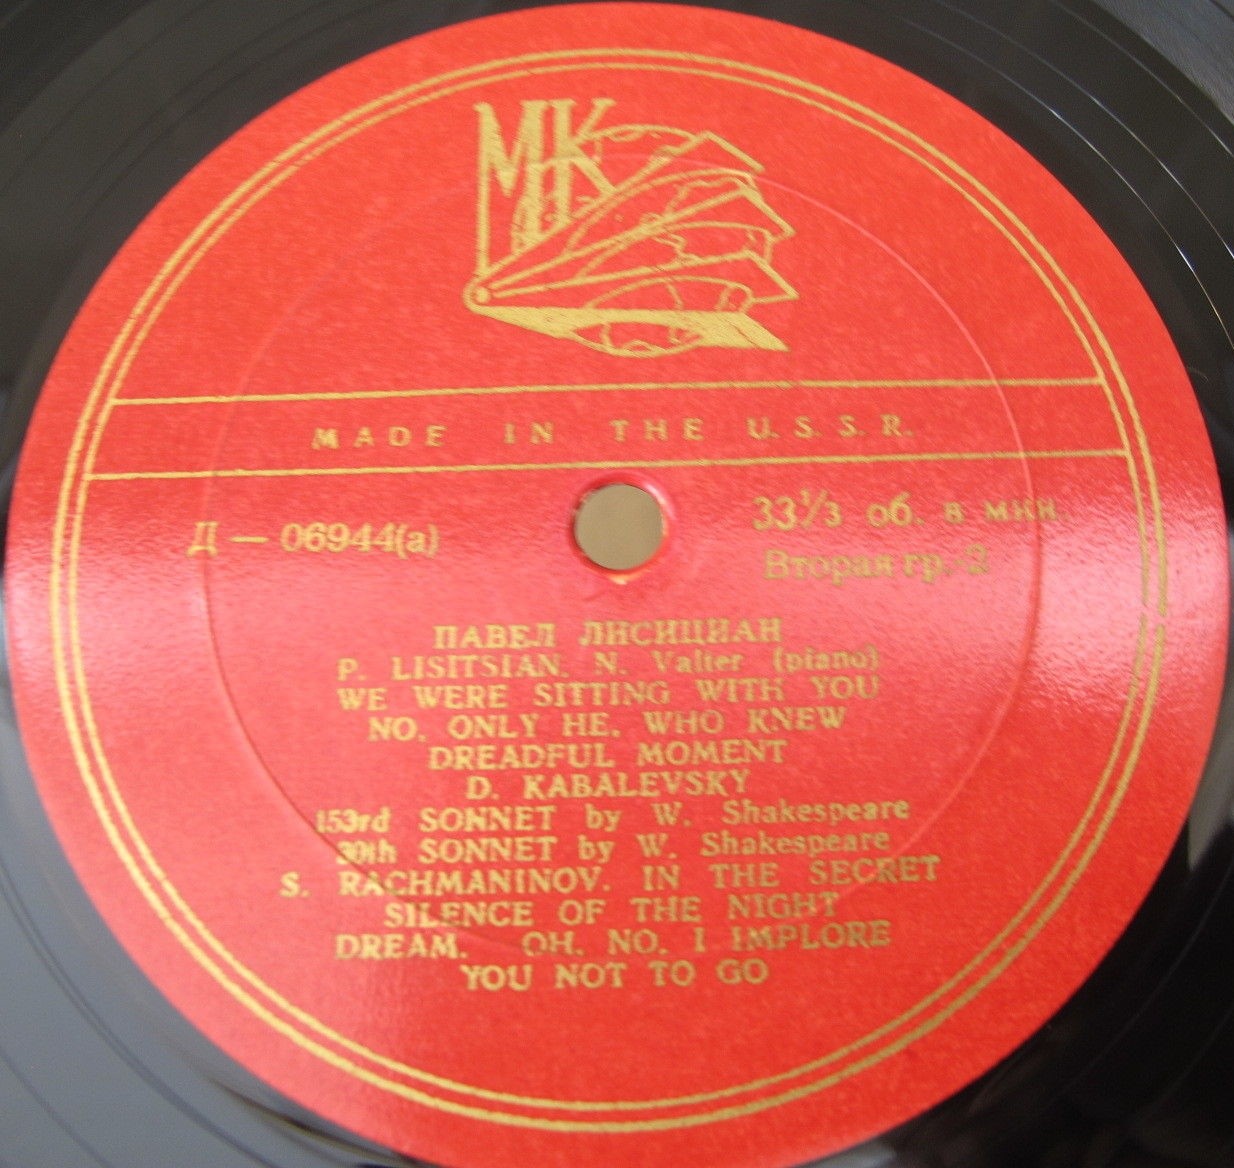 МК
MADE IN THE U.S.S.R.
Д — 06944(а)
33⅓ об. в мин.
Вторая гр.-2
ПАВЕЛ ЛИСИЦИАН
P. LISITSIAN. N. Valter (piano)
WE WERE SITTING WITH YOU
NO, ONLY HE, WHO KNEW
DREADFUL MOMENT
D. KABALEVSKY
153rd SONNET by W. Shakespeare
30th SONNET by W. Shakespeare
S. RACHMANINOV. IN THE SECRET
SILENCE OF THE NIGHT
DREAM. OH, NO, I IMPLORE
YOU NOT TO GO